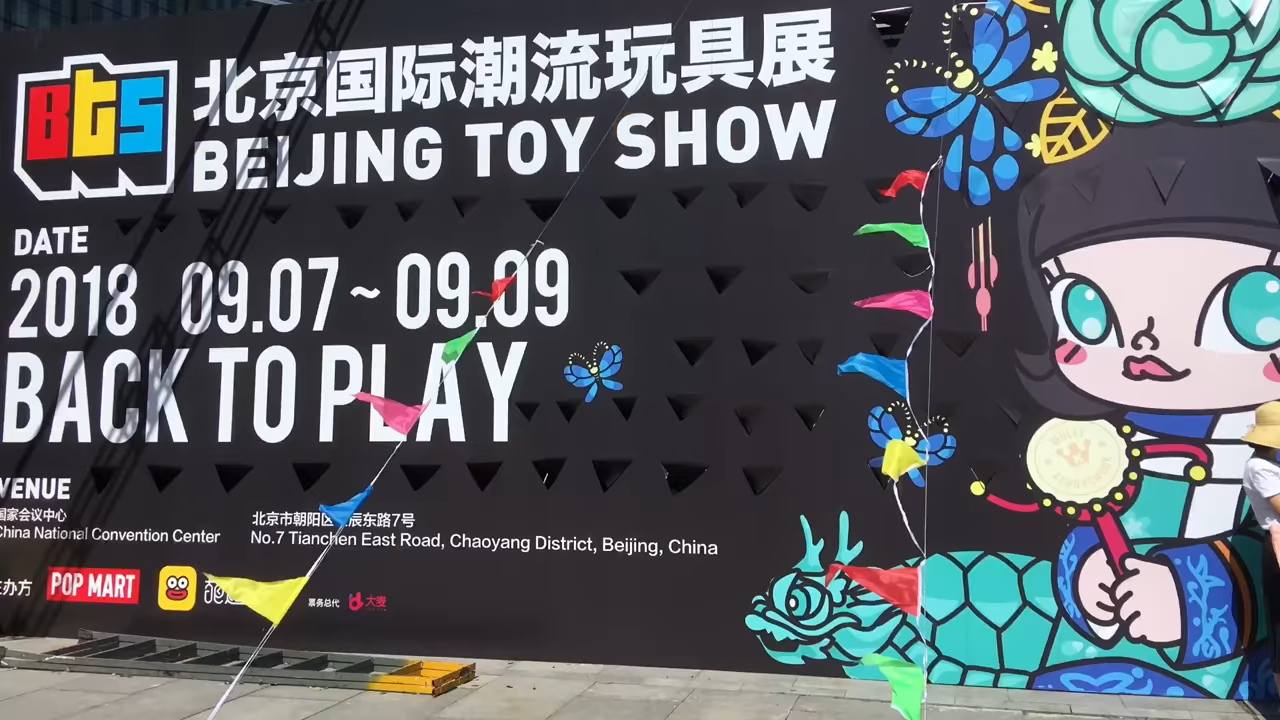 BTS
北京国际潮流玩具展
BEIJING TOY SHOW
DATE
2018 09.07~09.09
BACK TO PLAY
VENUE
国家会议中心
China National Convention Center
北京市朝阳区 辰东路7号
No.7 Tianchen East Road, Chaoyang District, Beijing, China
办方
POP MART
票务总代
大麦